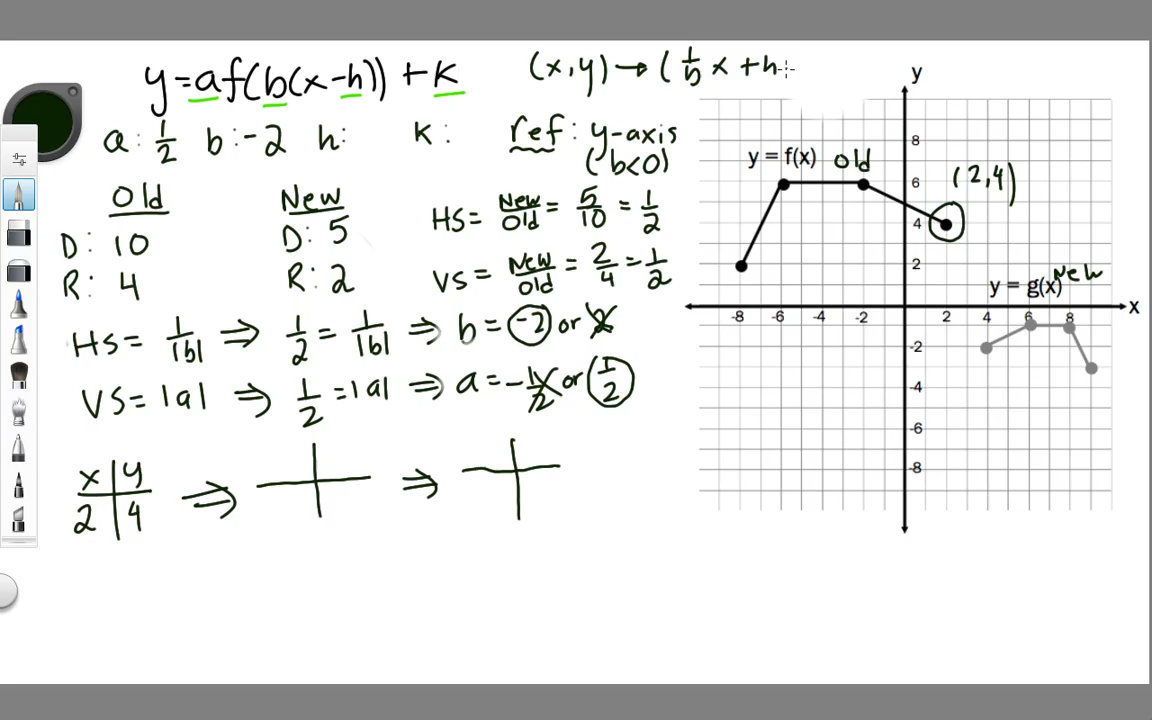 y = af(b(x-h)) + k
(x,y) → (1/b x + h
a: 1/2 b: -2 h: k: ref: y-axis
(b<0)
Old New
D: 10 D: 5
R: 4 R: 2
HS = New/Old = 5/10 = 1/2
VS = New/Old = 2/4 = 1/2
HS = 1/|b| ⇒ 1/2 = 1/|b| ⇒ b = -2 or 2
VS = |a| ⇒ 1/2 = |a| ⇒ a = -1/2 or 1/2
x | y ⇒ ⇒
2 | 4
y
8
y = f(x) old
6 (2,4)
4
2
y = g(x) New
-8 -6 -4 -2 2 4 6 8 x
-2
-4
-6
-8